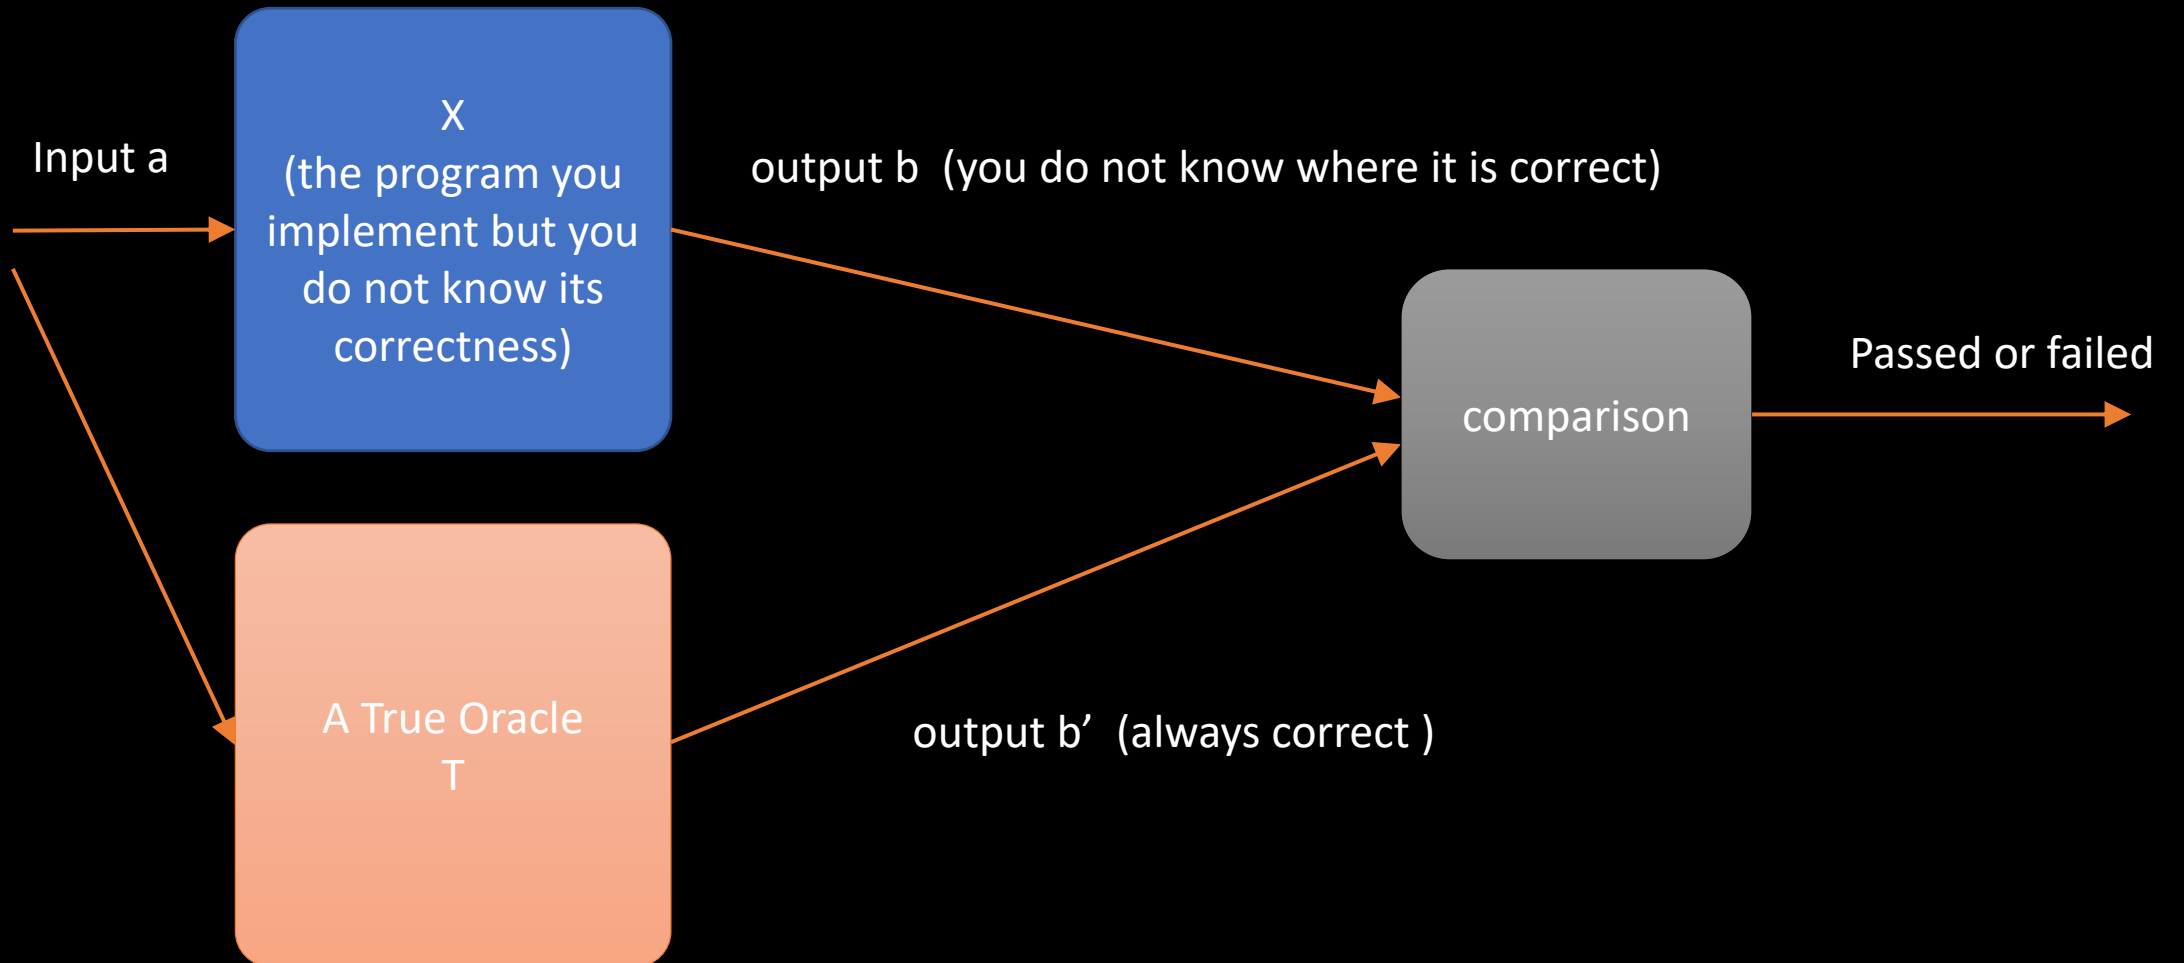 Input a
X
(the program you
implement but you
do not know its
correctness)
output b  (you do not know where it is correct)
comparison
Passed or failed
A True Oracle
T
output b’  (always correct )